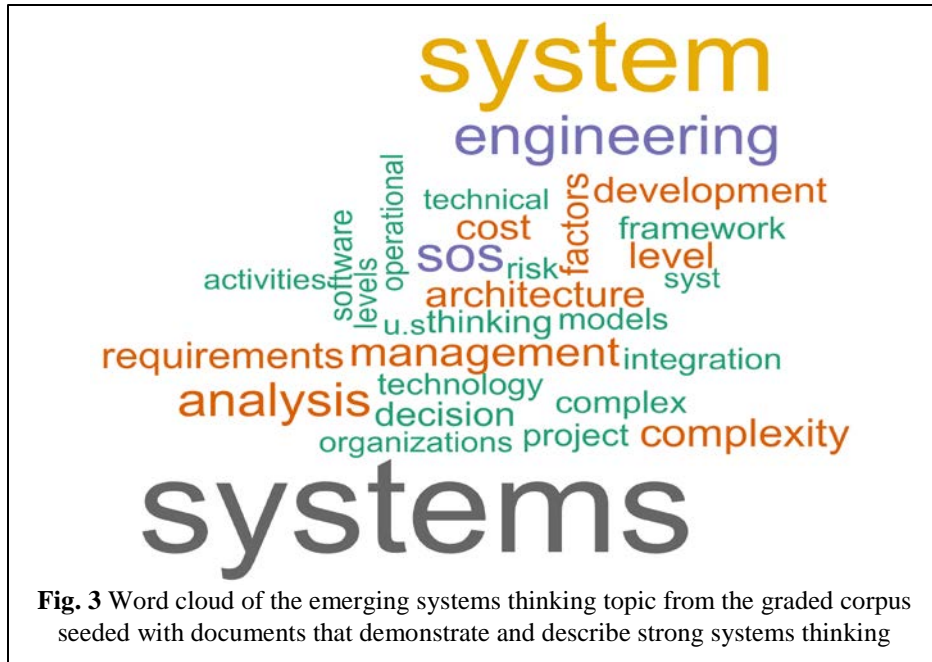 system
engineering
operational
technical
factors
development
software
cost
framework
sos
risk
level
activities
levels
syst
architecture
u.s
thinking
models
requirements
management
integration
analysis
technology
decision
complex
organizations
project
complexity
systems
Fig. 3 Word cloud of the emerging systems thinking topic from the graded corpus
seeded with documents that demonstrate and describe strong systems thinking